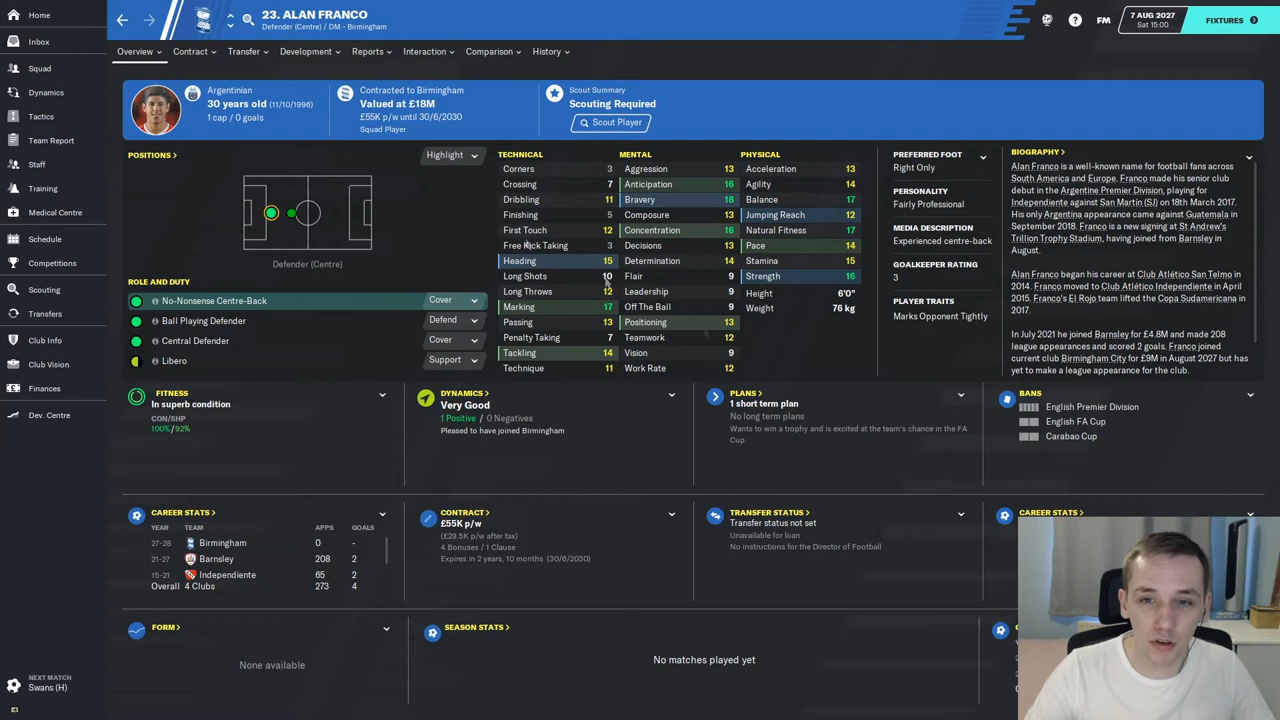 Home
Inbox
Squad
Dynamics
Tactics
Team Report
Staff
Training
Medical Centre
Schedule
Competitions
Scouting
Transfers
Club Info
Club Vision
Finances
Dev. Centre
NEXT MATCH
Swans (H)
23. ALAN FRANCO
Defender (Centre) / DM - Birmingham
FM
7 AUG 2027
Sat 15:00
FIXTURES
Overview
Contract
Transfer
Development
Reports
Interaction
Comparison
History
Argentinian
30 years old (11/10/1996)
1 cap / 0 goals
Contracted to Birmingham
Valued at £18M
£55K p/w until 30/6/2030
Squad Player
Scout Summary
Scouting Required
Scout Player
POSITIONS
Highlight
Defender (Centre)
ROLE AND DUTY
No-Nonsense Centre-Back Cover
Ball Playing Defender Defend
Central Defender Cover
Libero Support
TECHNICAL
Corners 3
Crossing 7
Dribbling 11
Finishing 5
First Touch 12
Free Kick Taking 3
Heading 15
Long Shots 10
Long Throws 12
Marking 17
Passing 13
Penalty Taking 7
Tackling 14
Technique 11
MENTAL
Aggression 13
Anticipation 16
Bravery 18
Composure 13
Concentration 16
Decisions 13
Determination 14
Flair 9
Leadership 9
Off The Ball 9
Positioning 13
Teamwork 12
Vision 9
Work Rate 12
PHYSICAL
Acceleration 13
Agility 14
Balance 17
Jumping Reach 12
Natural Fitness 17
Pace 14
Stamina 15
Strength 16
Height 6'0"
Weight 76 kg
PREFERRED FOOT
Right Only
PERSONALITY
Fairly Professional
MEDIA DESCRIPTION
Experienced centre-back
GOALKEEPER RATING
3
PLAYER TRAITS
Marks Opponent Tightly
BIOGRAPHY
Alan Franco is a well-known name for football fans across
South America and Europe. Franco made his senior club
debut in the Argentine Premier Division, playing for
Independiente against San Martín (SJ) on 18th March 2017.
His only Argentina appearance came against Guatemala in
September 2018. Franco is a new signing at St Andrew's
Trillion Trophy Stadium, having joined from Barnsley in
August.
Alan Franco began his career at Club Atlético San Telmo in
2014. Franco moved to Club Atlético Independiente in April
2015. Franco's El Rojo team lifted the Copa Sudamericana in
2017.
In July 2021 he joined Barnsley for £4.8M and made 208
league appearances and scored 2 goals. Franco joined
current club Birmingham City for £9M in August 2027 but has
yet to make a league appearance for the club.
FITNESS
In superb condition
CON/SHP
100%/92%
DYNAMICS
Very Good
1 Positive / 0 Negatives
Pleased to have joined Birmingham
PLANS
1 short term plan
No long term plans
Wants to win a trophy and is excited at the team's chance in the FA
Cup
BANS
English Premier Division
English FA Cup
Carabao Cup
CAREER STATS
YEAR TEAM APPS GOALS
27-28 Birmingham 0 -
21-27 Barnsley 208 2
15-21 Independiente 65 2
Overall 4 Clubs 273 4
CONTRACT
£55K p/w
(£29.5K p/w after tax)
4 Bonuses / 1 Clause
Expires in 2 years, 10 months (30/6/2030)
TRANSFER STATUS
Transfer status not set
Unavailable for loan
No instructions for the Director of Football
CAREER STATS
FORM
None available
SEASON STATS
No matches played yet